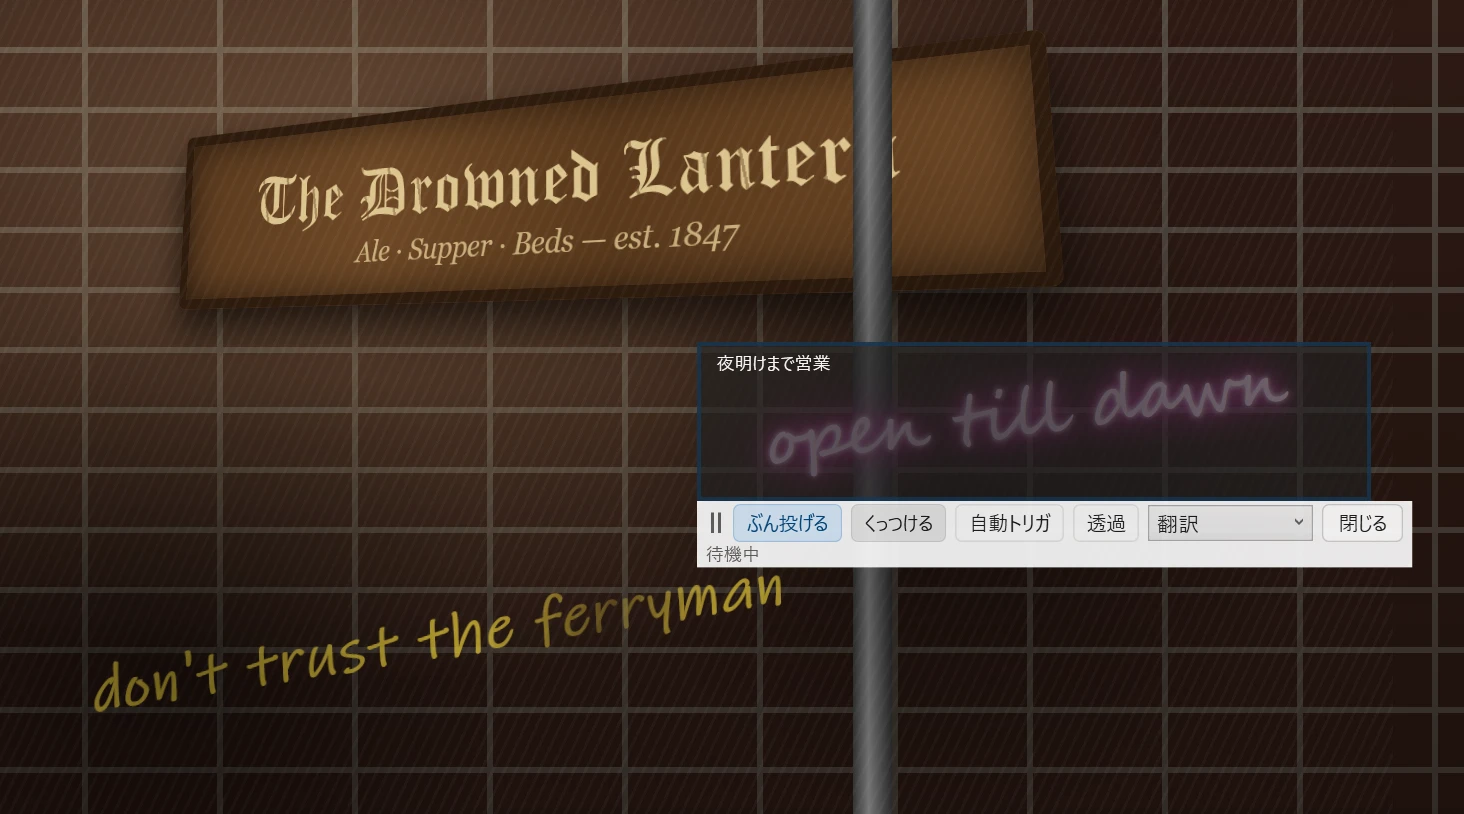 The Drowned Lantern
Ale · Supper · Beds — est. 1847
夜明けまで営業
open till dawn
ぶん投げる くっつける 自動トリガ 透過 翻訳 閉じる
待機中
don't trust the ferryman